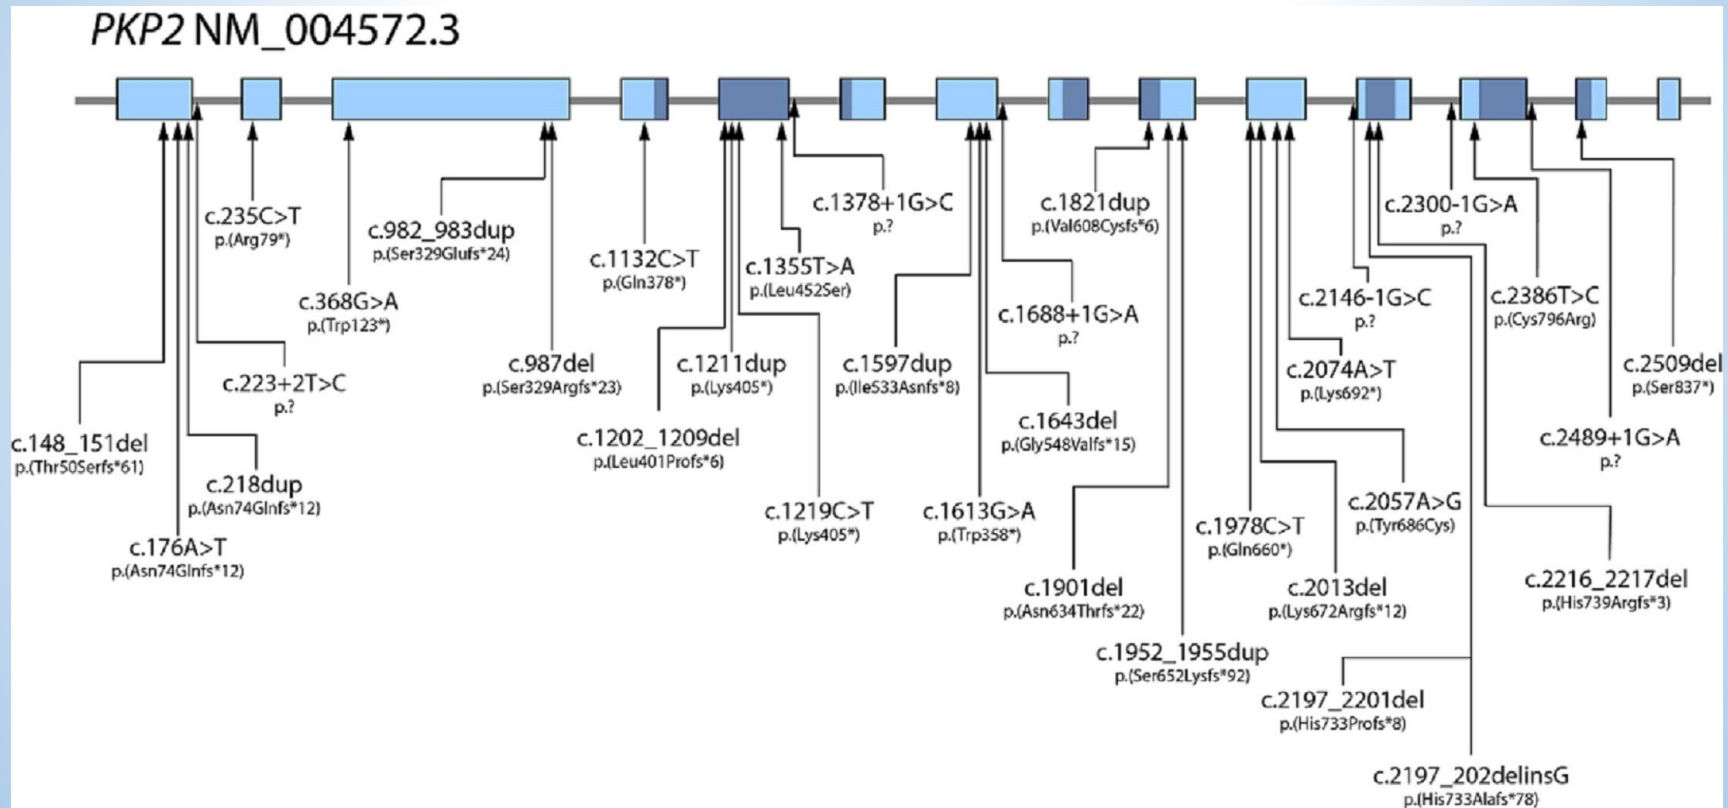 PKP2 NM_004572.3
c.148_151del
p.(Thr50Serfs*61)
c.176A>T
p.(Asn74Glnfs*12)
c.218dup
p.(Asn74Glnfs*12)
c.223+2T>C
p.?
c.235C>T
p.(Arg79*)
c.368G>A
p.(Trp123*)
c.982_983dup
p.(Ser329Glufs*24)
c.987del
p.(Ser329Argfs*23)
c.1132C>T
p.(Gln378*)
c.1202_1209del
p.(Leu401Profs*6)
c.1211dup
p.(Lys405*)
c.1219C>T
p.(Lys405*)
c.1355T>A
p.(Leu452Ser)
c.1378+1G>C
p.?
c.1597dup
p.(Ile533Asnfs*8)
c.1613G>A
p.(Trp358*)
c.1643del
p.(Gly548Valfs*15)
c.1688+1G>A
p.?
c.1821dup
p.(Val608Cysfs*6)
c.1901del
p.(Asn634Thrfs*22)
c.1952_1955dup
p.(Ser652Lysfs*92)
c.1978C>T
p.(Gln660*)
c.2013del
p.(Lys672Argfs*12)
c.2057A>G
p.(Tyr686Cys)
c.2074A>T
p.(Lys692*)
c.2146-1G>C
p.?
c.2197_2201del
p.(His733Profs*8)
c.2197_202delinsG
p.(His733Alafs*78)
c.2216_2217del
p.(His739Argfs*3)
c.2300-1G>A
p.?
c.2386T>C
p.(Cys796Arg)
c.2489+1G>A
p.?
c.2509del
p.(Ser837*)